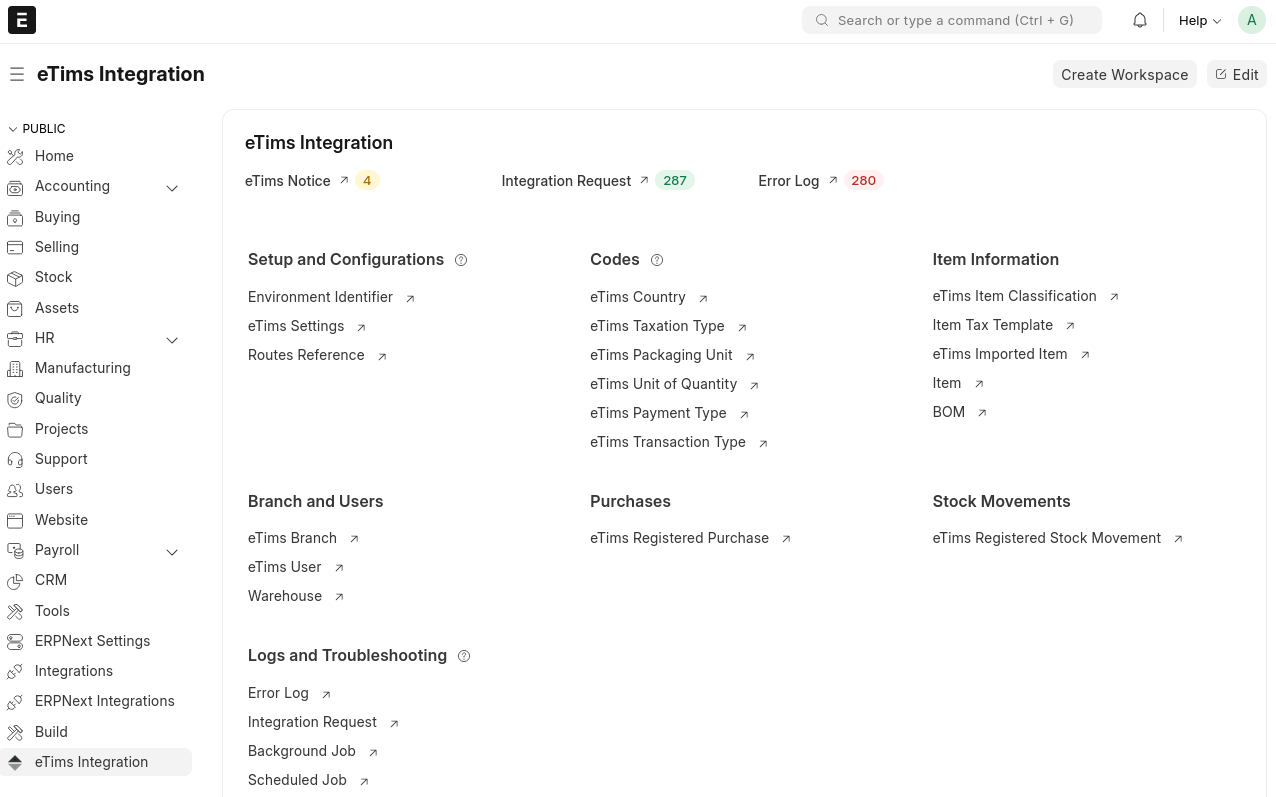 E
Search or type a command (Ctrl + G)
Help
A
eTims Integration
Create Workspace
Edit
PUBLIC
Home
Accounting
Buying
Selling
Stock
Assets
HR
Manufacturing
Quality
Projects
Support
Users
Website
Payroll
CRM
Tools
ERPNext Settings
Integrations
ERPNext Integrations
Build
eTims Integration
eTims Integration
eTims Notice 4
Integration Request 287
Error Log 280
Setup and Configurations
Environment Identifier
eTims Settings
Routes Reference
Codes
eTims Country
eTims Taxation Type
eTims Packaging Unit
eTims Unit of Quantity
eTims Payment Type
eTims Transaction Type
Item Information
eTims Item Classification
Item Tax Template
eTims Imported Item
Item
BOM
Branch and Users
eTims Branch
eTims User
Warehouse
Purchases
eTims Registered Purchase
Stock Movements
eTims Registered Stock Movement
Logs and Troubleshooting
Error Log
Integration Request
Background Job
Scheduled Job